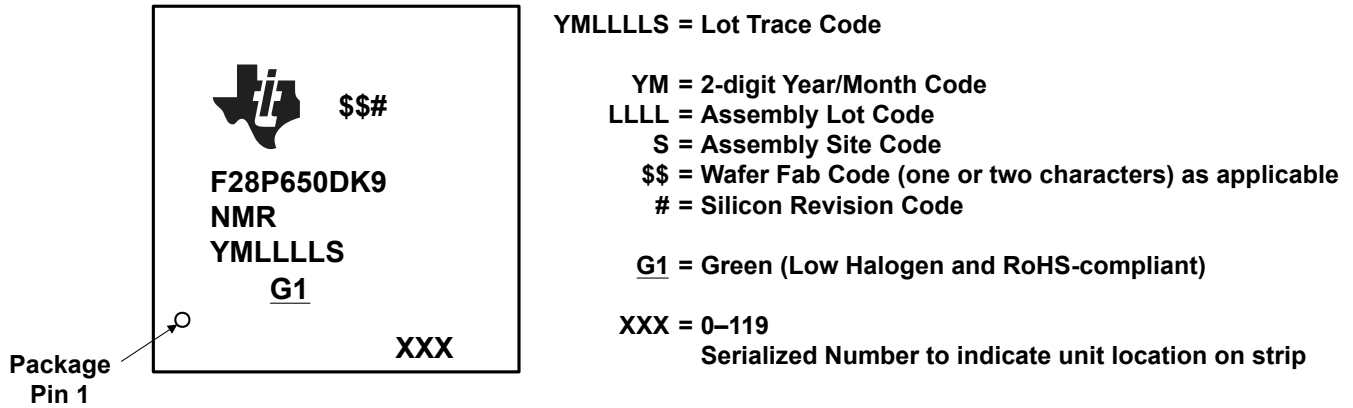 $$#
F28P650DK9
NMR
YMLLLLS
G1
XXX
Package
Pin 1
YMLLLLS = Lot Trace Code
YM = 2-digit Year/Month Code
LLLL = Assembly Lot Code
S = Assembly Site Code
$$ = Wafer Fab Code (one or two characters) as applicable
# = Silicon Revision Code
G1 = Green (Low Halogen and RoHS-compliant)
XXX = 0–119
Serialized Number to indicate unit location on strip